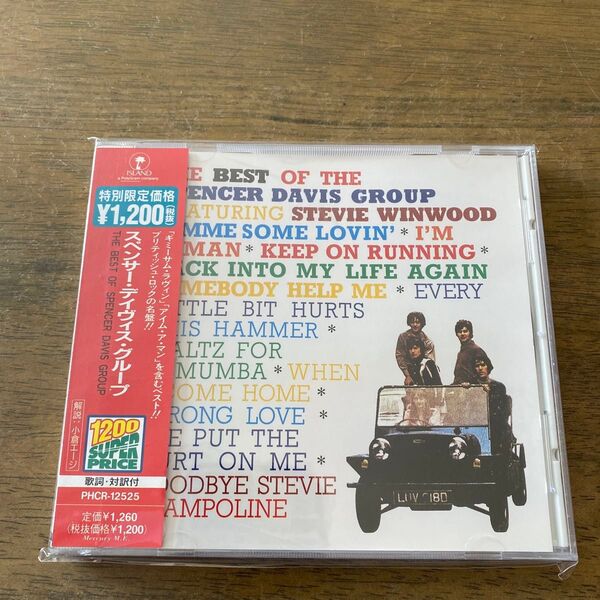 ISLAND
a PolyGram company
特別限定価格
¥1,200(税抜)
「ギミー・サム・ラヴィン」「アイム・ア・マン」を含むベスト!!
ブリティッシュ・ロックの名盤!!
スペンサー・デイヴィス・グループ
THE BEST OF SPENCER DAVIS GROUP
解説:小倉エージ
1200
SUPER
PRICE
歌詞・対訳付
PHCR-12525
定価¥1,260
(税抜価格¥1,200)
Mercury M.E.
E BEST OF THE
PENCER DAVIS GROUP
ATURING STEVIE WINWOOD
MME SOME LOVIN' * I'M
MAN * KEEP ON RUNNING *
ACK INTO MY LIFE AGAIN
MEBODY HELP ME * EVERY
TTLE BIT HURTS
IS HAMMER *
ALTZ FOR
MUMBA * WHEN
OME HOME *
RONG LOVE *
E PUT THE
URT ON ME *
ODBYE STEVIE
AMPOLINE
LUV 918D